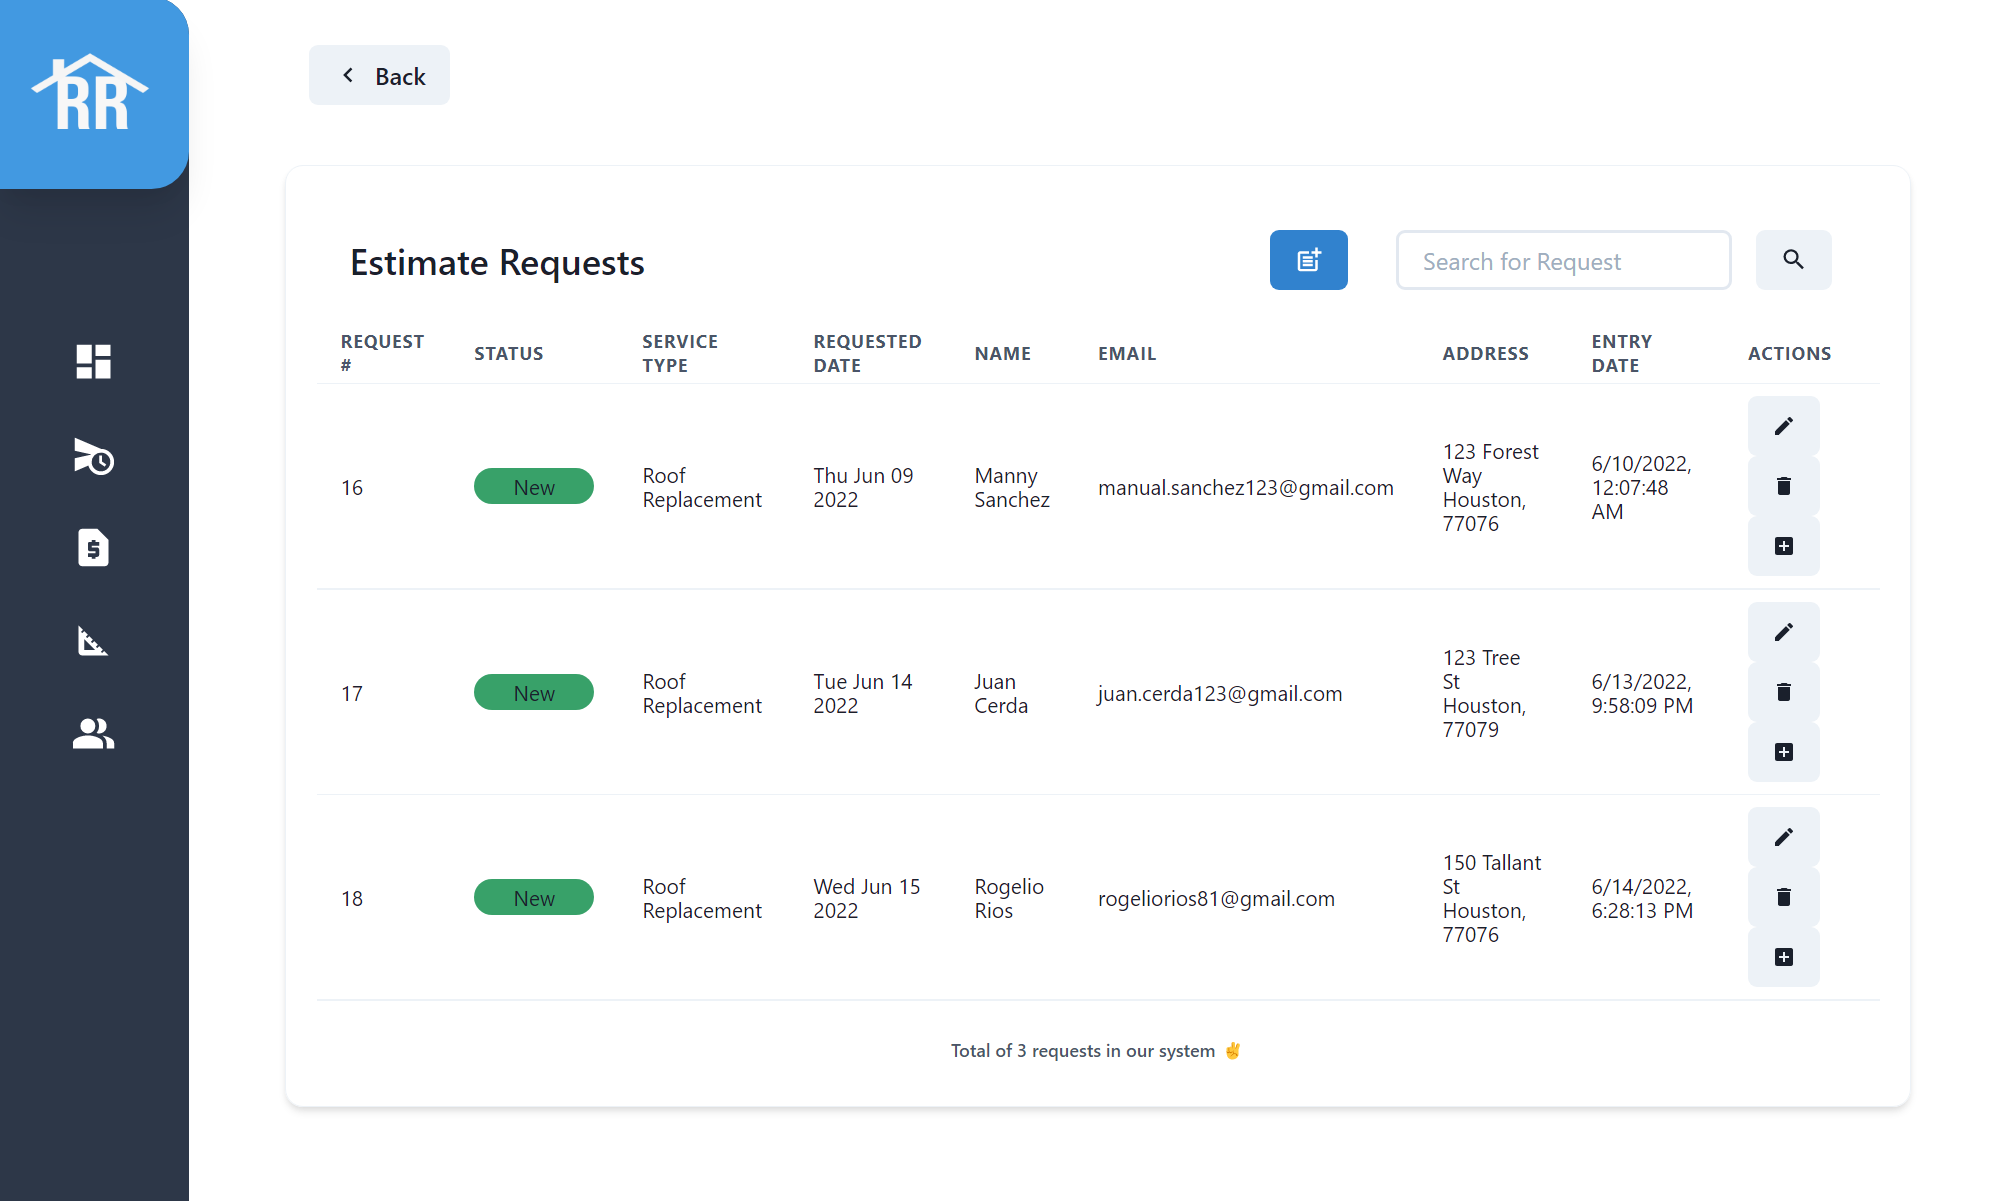 RR
Back
Estimate Requests
Search for Request
REQUEST #
STATUS
SERVICE TYPE
REQUESTED DATE
NAME
EMAIL
ADDRESS
ENTRY DATE
ACTIONS
16
New
Roof
Replacement
Thu Jun 09
2022
Manny
Sanchez
manual.sanchez123@gmail.com
123 Forest
Way
Houston,
77076
6/10/2022,
12:07:48
AM
17
New
Roof
Replacement
Tue Jun 14
2022
Juan
Cerda
juan.cerda123@gmail.com
123 Tree
St
Houston,
77079
6/13/2022,
9:58:09 PM
18
New
Roof
Replacement
Wed Jun 15
2022
Rogelio
Rios
rogeliorios81@gmail.com
150 Tallant
St
Houston,
77076
6/14/2022,
6:28:13 PM
Total of 3 requests in our system ✌